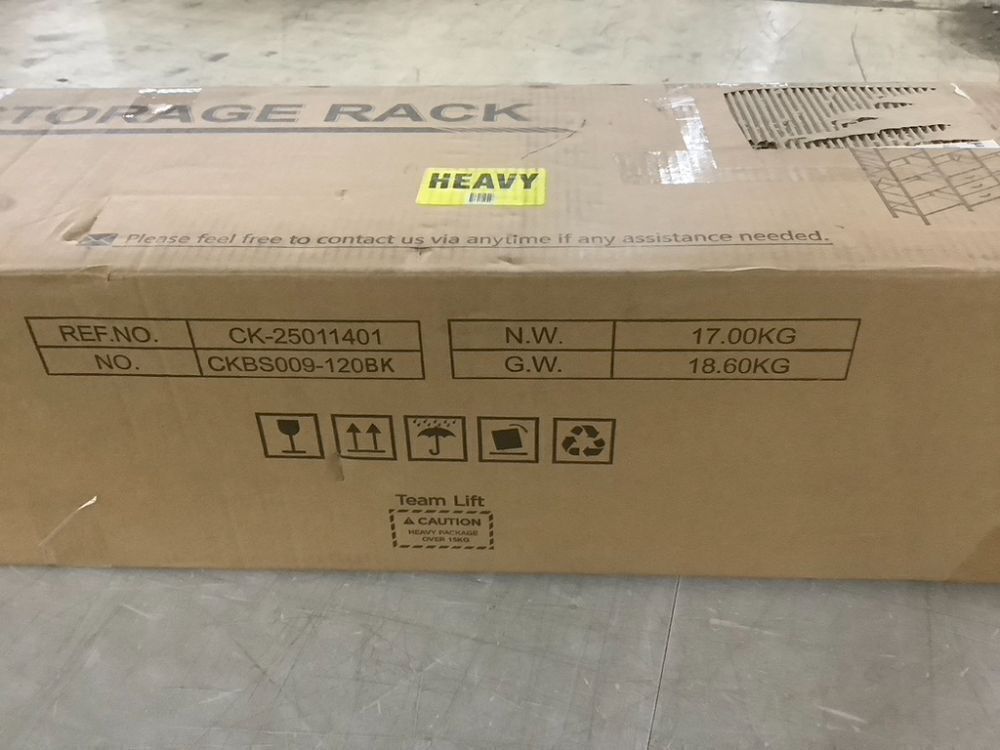 TORAGE RACK
HEAVY
Please feel free to contact us via anytime if any assistance needed.
REF.NO. CK-25011401
NO. CKBS009-120BK
N.W. 17.00KG
G.W. 18.60KG
Team Lift
CAUTION
HEAVY PACKAGE
OVER 15KG